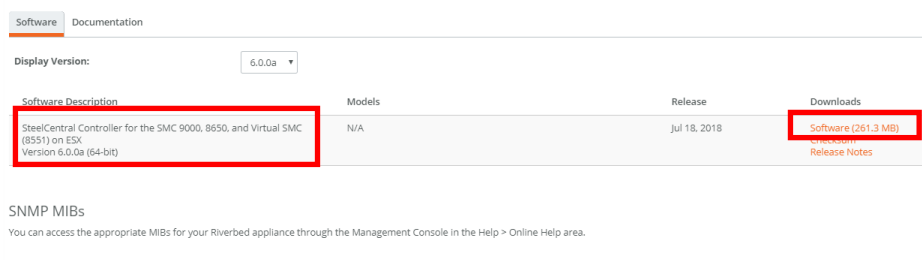 Software Documentation
Display Version: 6.0.0a
Software Description Models Release Downloads
SteelCentral Controller for the SMC 9000, 8650, and Virtual SMC N/A Jul 18, 2018 Software (261.3 MB)
(8551) on ESX Checksum
Version 6.0.0a (64-bit) Release Notes
SNMP MIBs
You can access the appropriate MIBs for your Riverbed appliance through the Management Console in the Help > Online Help area.